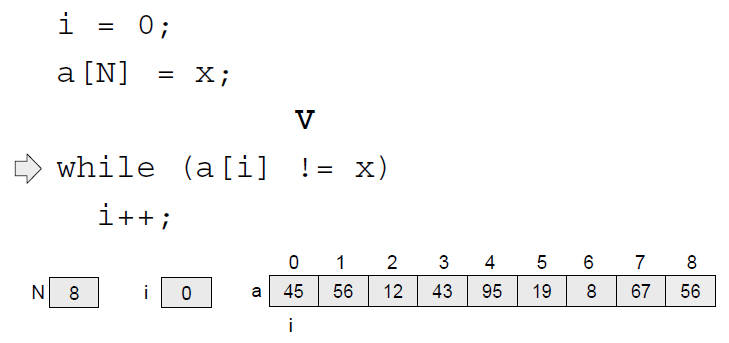 i = 0;
a[N] = x;
V
while (a[i] != x)
i++;
0 1 2 3 4 5 6 7 8
N 8 i 0 a 45 56 12 43 95 19 8 67 56
i